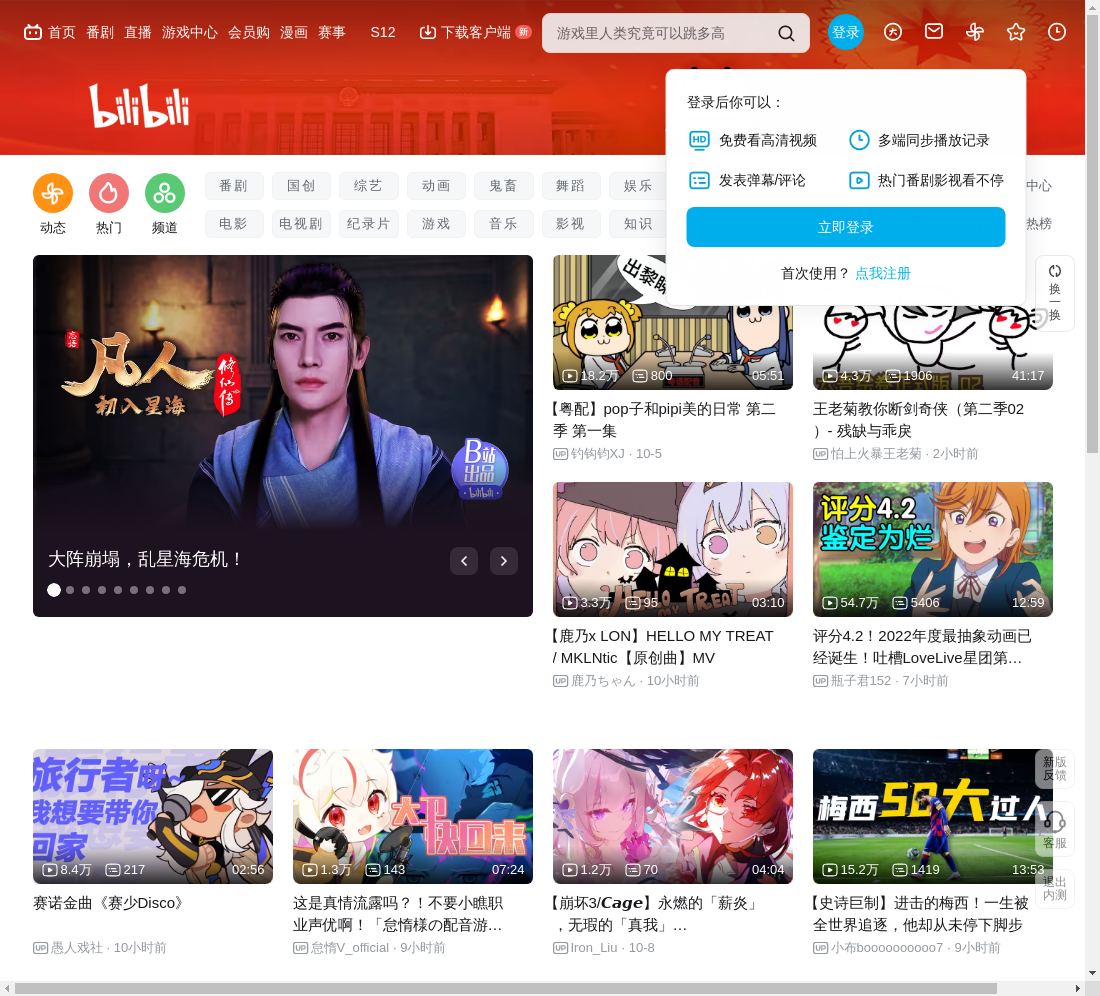 首页 番剧 直播 游戏中心 会员购 漫画 赛事 S12 下载客户端 新 游戏里人类究竟可以跳多高 登录
bilibili
登录后你可以：
HD 免费看高清视频 多端同步播放记录
发表弹幕/评论 热门番剧影视看不停
立即登录
首次使用？ 点我注册
动态 热门 频道
番剧 国创 综艺 动画 鬼畜 舞蹈 娱乐 中心
电影 电视剧 纪录片 游戏 音乐 影视 知识 热榜
换
一
换
凡人
修仙传
初入星海
B站
出品
bilibili
大阵崩塌，乱星海危机！
18.2万 800 05:51
【粤配】pop子和pipi美的日常 第二
季 第一集
UP 钓钩钧XJ · 10-5
4.3万 1906 41:17
王老菊教你断剑奇侠（第二季02
）- 残缺与乖戾
UP 怕上火暴王老菊 · 2小时前
HELLO MY TREAT
3.3万 95 03:10
【鹿乃x LON】HELLO MY TREAT
/ MKLNtic【原创曲】MV
UP 鹿乃ちゃん · 10小时前
评分4.2
鉴定为烂
54.7万 5406 12:59
评分4.2！2022年度最抽象动画已
经诞生！吐槽LoveLive星团第…
UP 瓶子君152 · 7小时前
旅行者呀~
我想要带你
回家
8.4万 217 02:56
赛诺金曲《赛少Disco》
UP 愚人戏社 · 10小时前
大卫
快回来
1.3万 143 07:24
这是真情流露吗？！不要小瞧职
业声优啊！「怠惰様の配音游…
UP 怠惰V_official · 9小时前
1.2万 70 04:04
【崩坏3/Cage】永燃的「薪炎」
，无瑕的「真我」…
UP Iron_Liu · 10-8
梅西50大过人
15.2万 1419 13:53
【史诗巨制】进击的梅西！一生被
全世界追逐，他却从未停下脚步
UP 小布boooooooooo7 · 9小时前
新版
反馈
客服
退出
内测